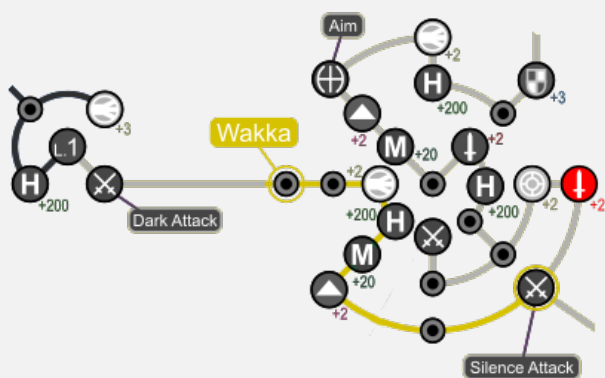 Aim
+2
H
+200
+3
+3
+2
M
+20
+2
L.1
Wakka
H
+200
+2
H
+200
+2
+2
Dark Attack
+200
H
M
+20
+2
Silence Attack